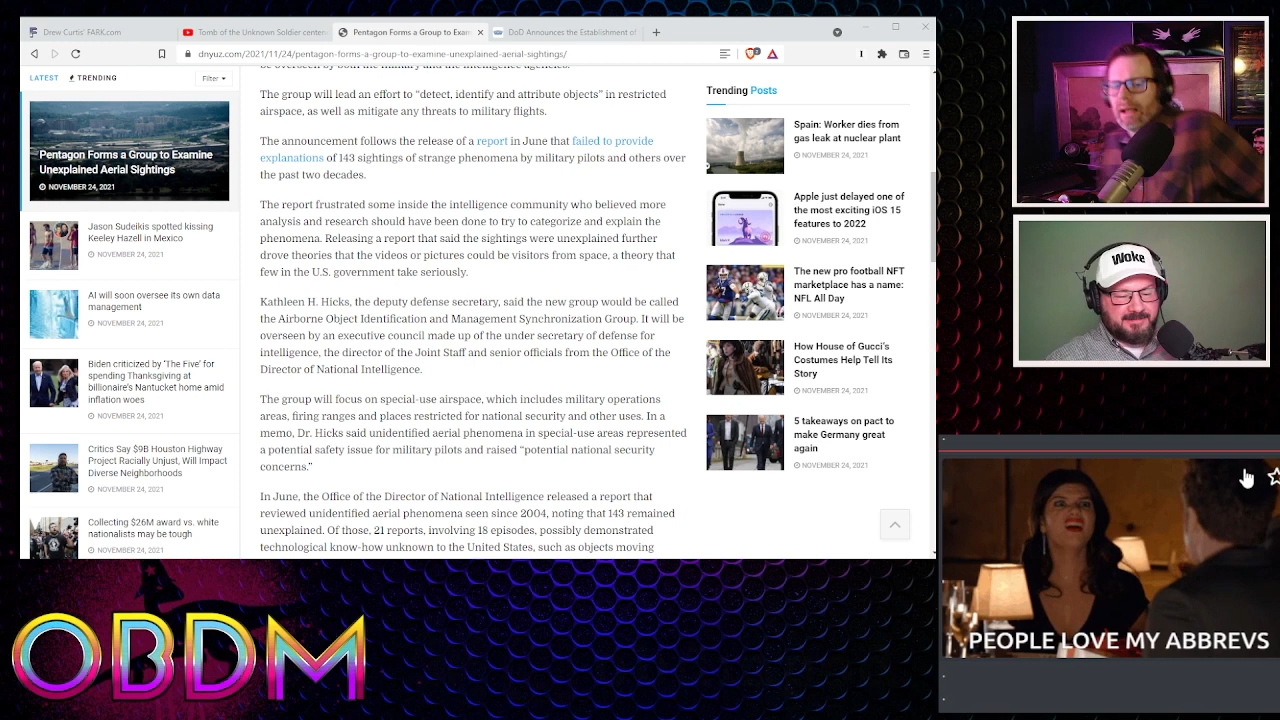 Drew Curtis' FARK.com
Tomb of the Unknown Soldier center
Pentagon Forms a Group to Exam
DoD Announces the Establishment of
dnyuz.com/2021/11/24/pentagon-forms-a-group-to-examine-unexplained-aerial-sightings/
LATEST
TRENDING
Filter
Pentagon Forms a Group to Examine
Unexplained Aerial Sightings
NOVEMBER 24, 2021
Jason Sudeikis spotted kissing
Keeley Hazell in Mexico
NOVEMBER 24, 2021
AI will soon oversee its own data
management
NOVEMBER 24, 2021
Biden criticized by 'The Five' for
spending Thanksgiving at
billionaire's Nantucket home amid
inflation woes
NOVEMBER 24, 2021
Critics Say $9B Houston Highway
Project Racially Unjust, Will Impact
Diverse Neighborhoods
NOVEMBER 24, 2021
Collecting $26M award vs. white
nationalists may be tough
NOVEMBER 24, 2021
be overseen by both the military and the intelligence agencies.
The group will lead an effort to “detect, identify and attribute objects” in restricted
airspace, as well as mitigate any threats to military flights.
The announcement follows the release of a report in June that failed to provide
explanations of 143 sightings of strange phenomena by military pilots and others over
the past two decades.
The report frustrated some inside the intelligence community who believed more
analysis and research should have been done to try to categorize and explain the
phenomena. Releasing a report that said the sightings were unexplained further
drove theories that the videos or pictures could be visitors from space, a theory that
few in the U.S. government take seriously.
Kathleen H. Hicks, the deputy defense secretary, said the new group would be called
the Airborne Object Identification and Management Synchronization Group. It will be
overseen by an executive council made up of the under secretary of defense for
intelligence, the director of the Joint Staff and senior officials from the Office of the
Director of National Intelligence.
The group will focus on special-use airspace, which includes military operations
areas, firing ranges and places restricted for national security and other uses. In a
memo, Dr. Hicks said unidentified aerial phenomena in special-use areas represented
a potential safety issue for military pilots and raised “potential national security
concerns.”
In June, the Office of the Director of National Intelligence released a report that
reviewed unidentified aerial phenomena seen since 2004, noting that 143 remained
unexplained. Of those, 21 reports, involving 18 episodes, possibly demonstrated
technological know-how unknown to the United States, such as objects moving
Trending Posts
Spain: Worker dies from
gas leak at nuclear plant
NOVEMBER 24, 2021
Apple just delayed one of
the most exciting iOS 15
features to 2022
NOVEMBER 24, 2021
The new pro football NFT
marketplace has a name:
NFL All Day
NOVEMBER 24, 2021
How House of Gucci's
Costumes Help Tell Its
Story
NOVEMBER 24, 2021
5 takeaways on pact to
make Germany great
again
NOVEMBER 24, 2021
Woke
PEOPLE LOVE MY ABBREVS
OBDM